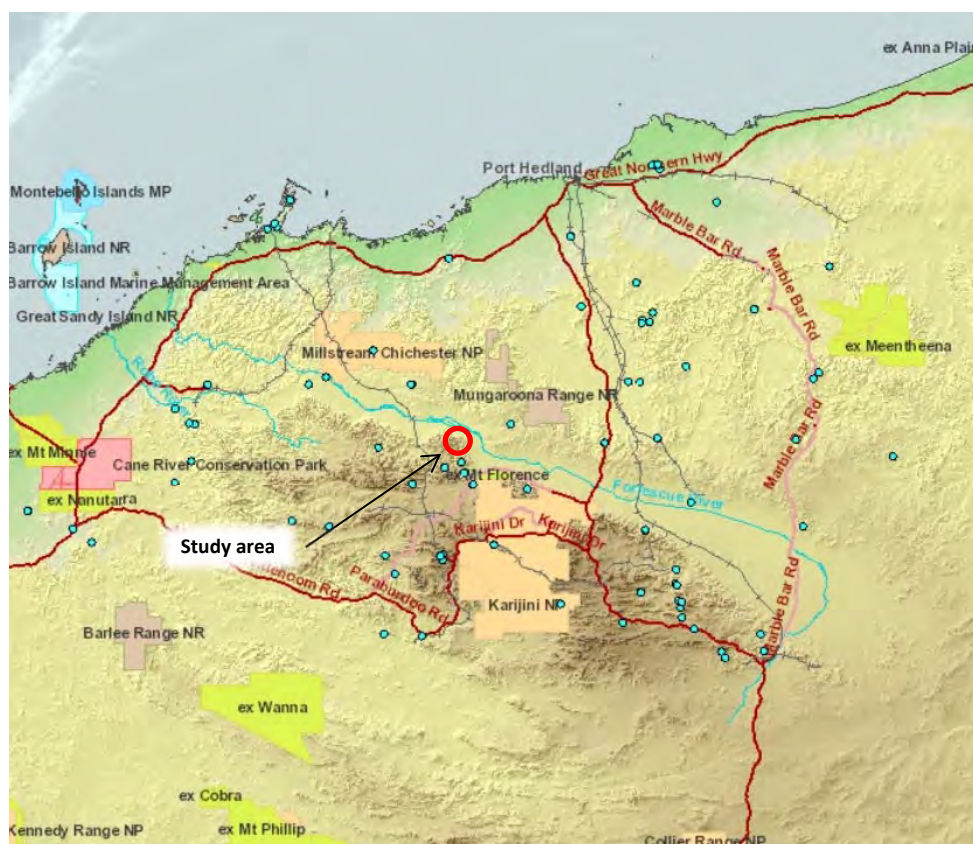 ex Anna Plain
Port Hedland
Great Northern Hwy
Montebello Islands MP
Marble Bar Rd
Barrow Island NR
Marble Bar Rd
Barrow Island Marine Management Area
Great Sandy Island NR
ex Meentheena
Millstream Chichester NP
Mungaroona Range NR
Marble Bar Rd
ex Mt Minnie
Cane River Conservation Park
ex Mt Florence
ex Nanutarra
Fortescue River
Study area
Karijini Dr
Karijini Dr
Paraburdoo Rd
Marble Bar Rd
Karijini NP
Barlee Range NR
ex Wanna
ex Cobra
ex Mt Phillip
Kennedy Range NP
Collier Range NP